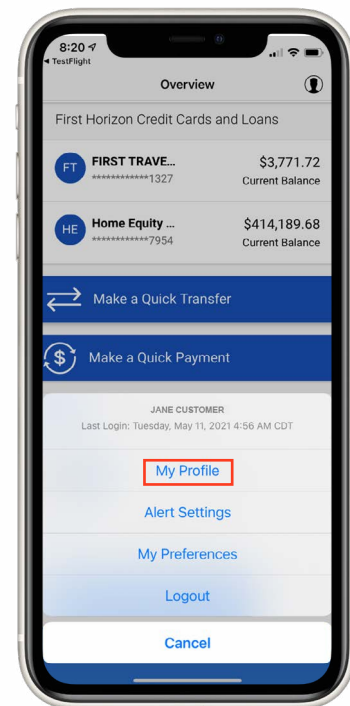 8:20
TestFlight
Overview
First Horizon Credit Cards and Loans
FT
FIRST TRAVE...
$3,771.72
************1327
Current Balance
HE
Home Equity ...
$414,189.68
************7954
Current Balance
Make a Quick Transfer
$
Make a Quick Payment
JANE CUSTOMER
Last Login: Tuesday, May 11, 2021 4:56 AM CDT
My Profile
Alert Settings
My Preferences
Logout
Cancel